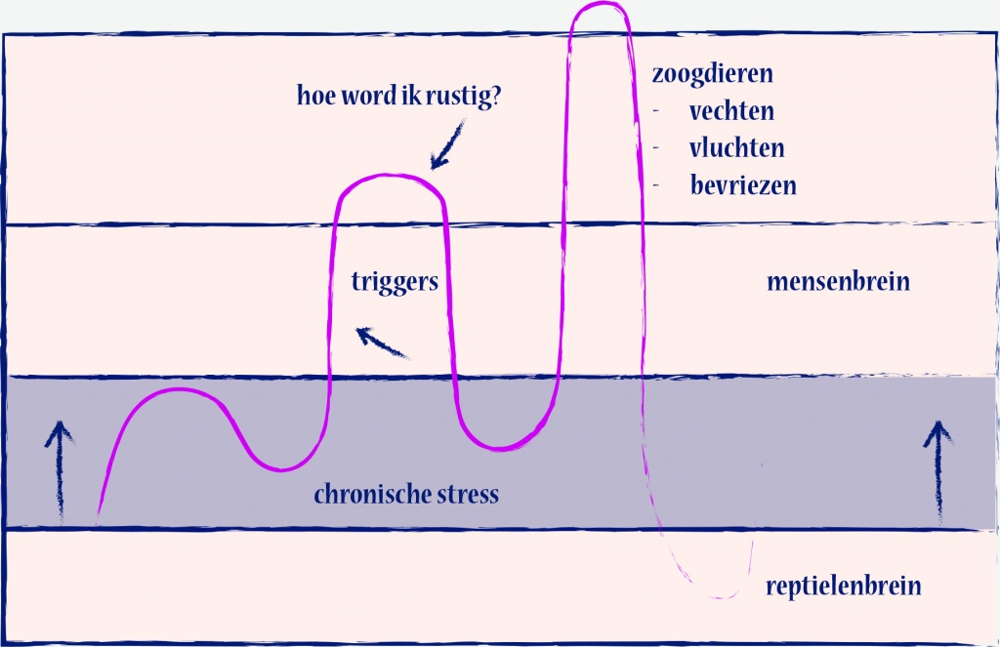 zoogdieren
hoe word ik rustig?
- vechten
- vluchten
- bevriezen
triggers
mensenbrein
chronische stress
reptielenbrein